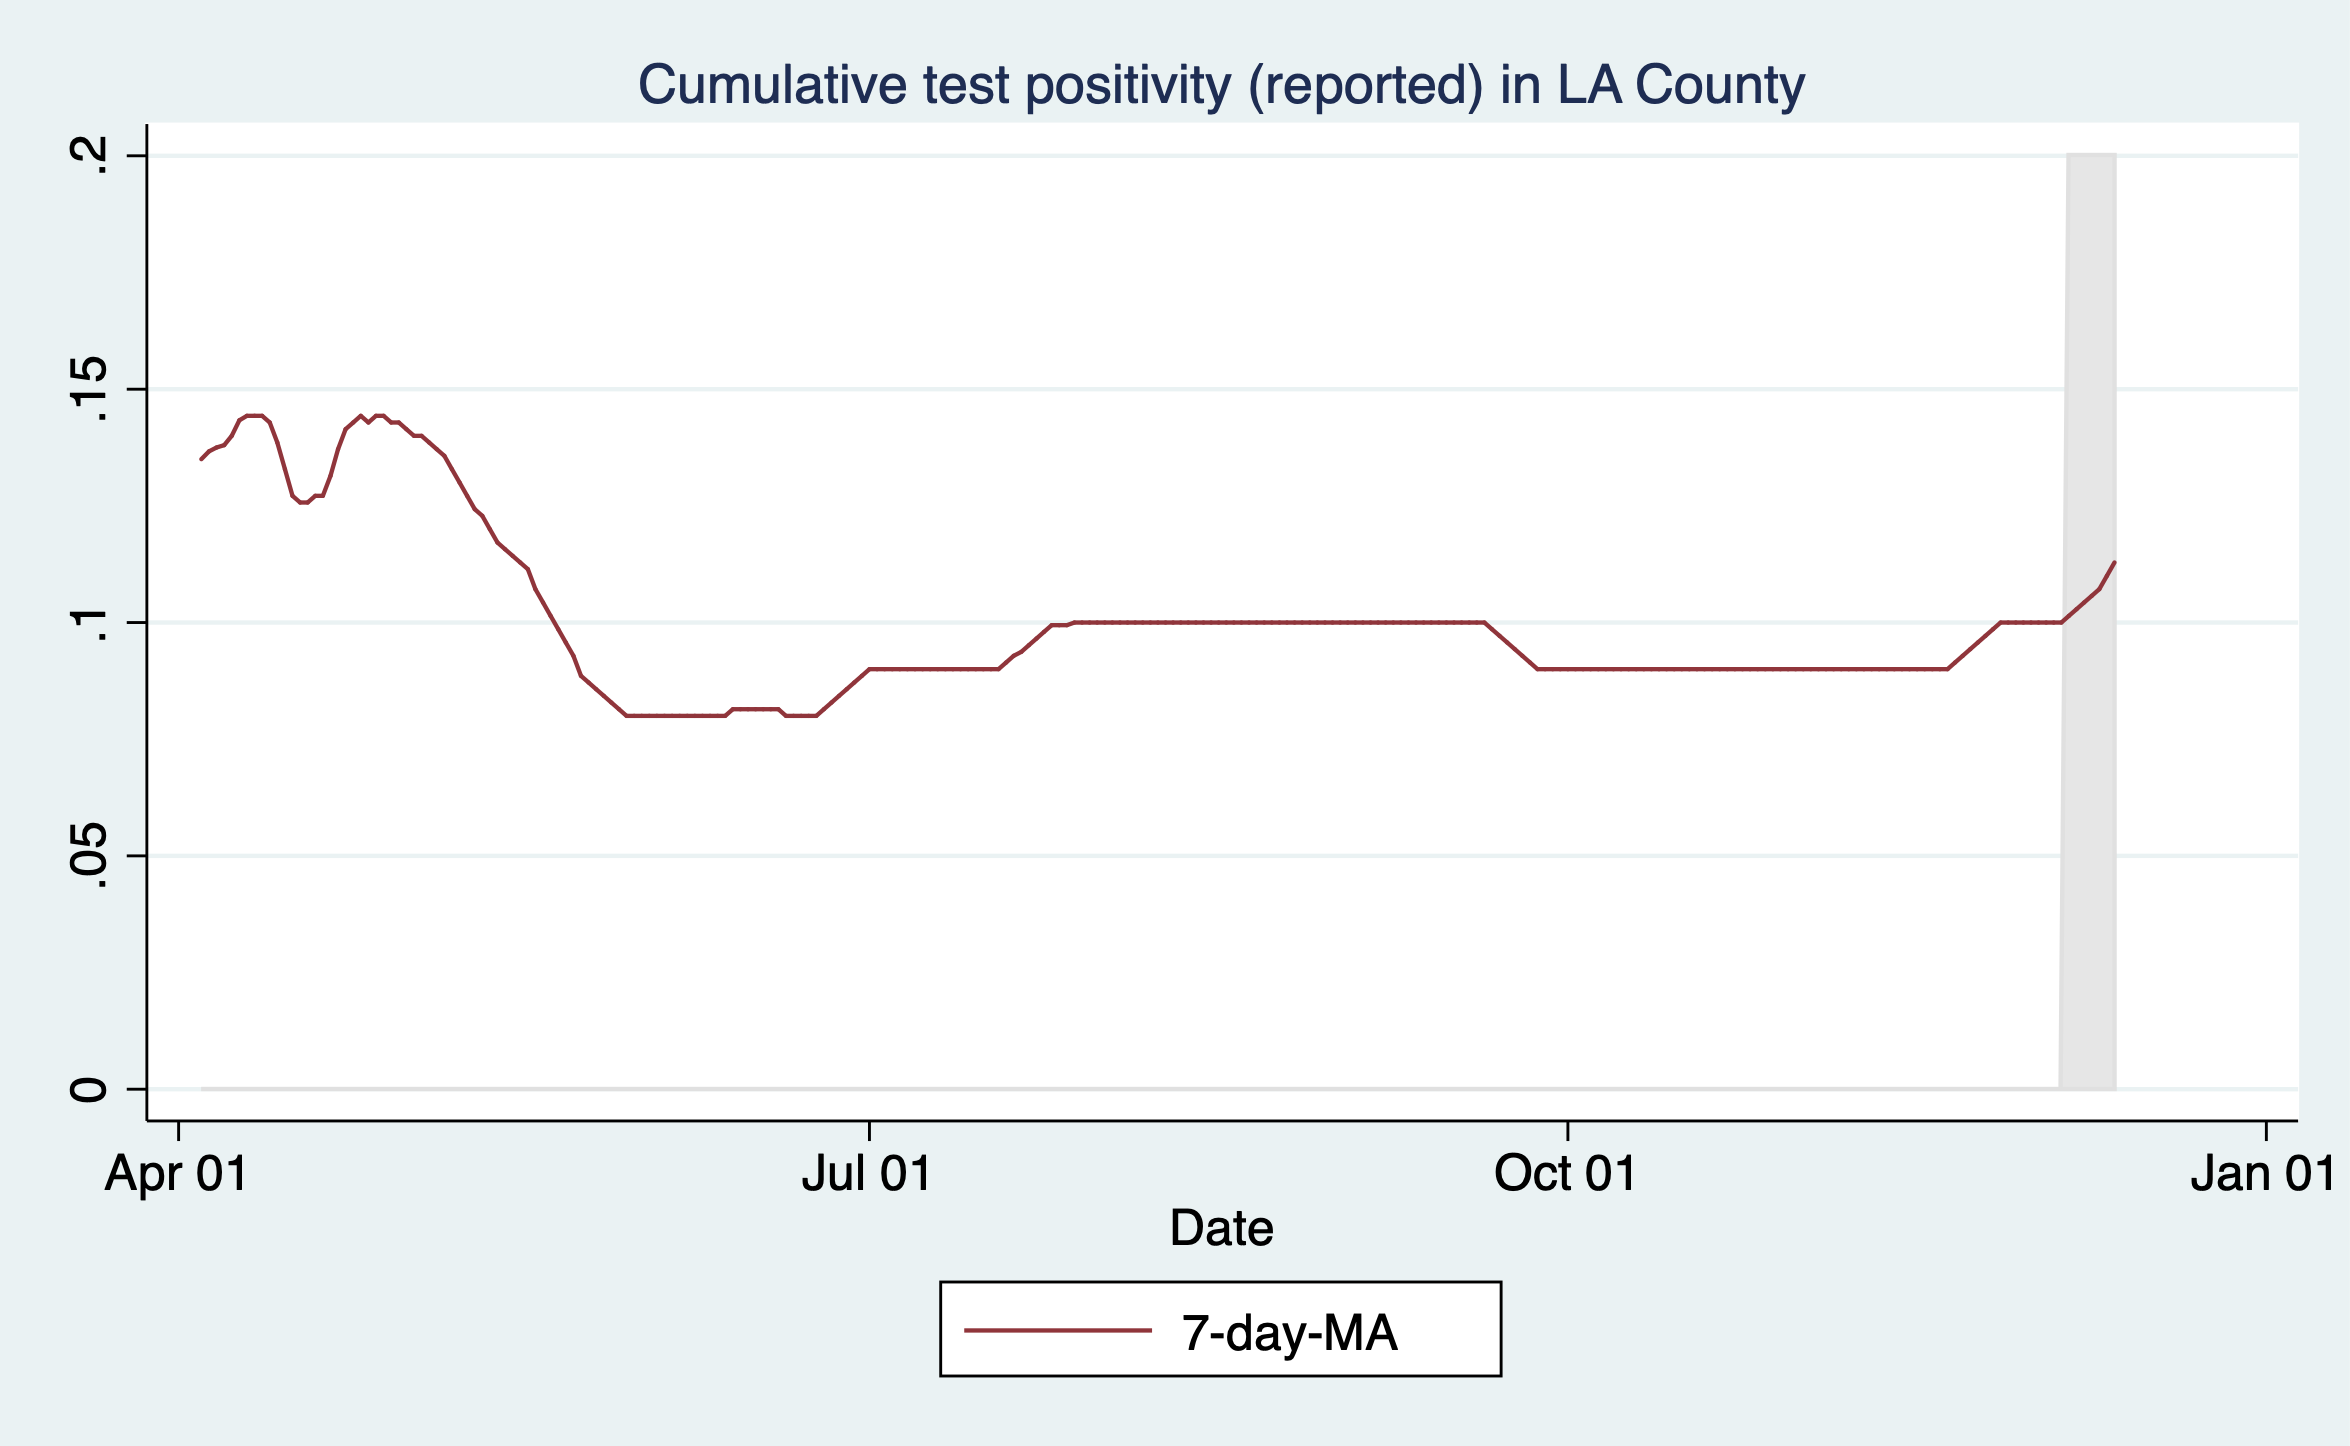 Cumulative test positivity (reported) in LA County
.2
.15
.1
.05
0
Apr 01
Jul 01
Oct 01
Jan 01
Date
7-day-MA